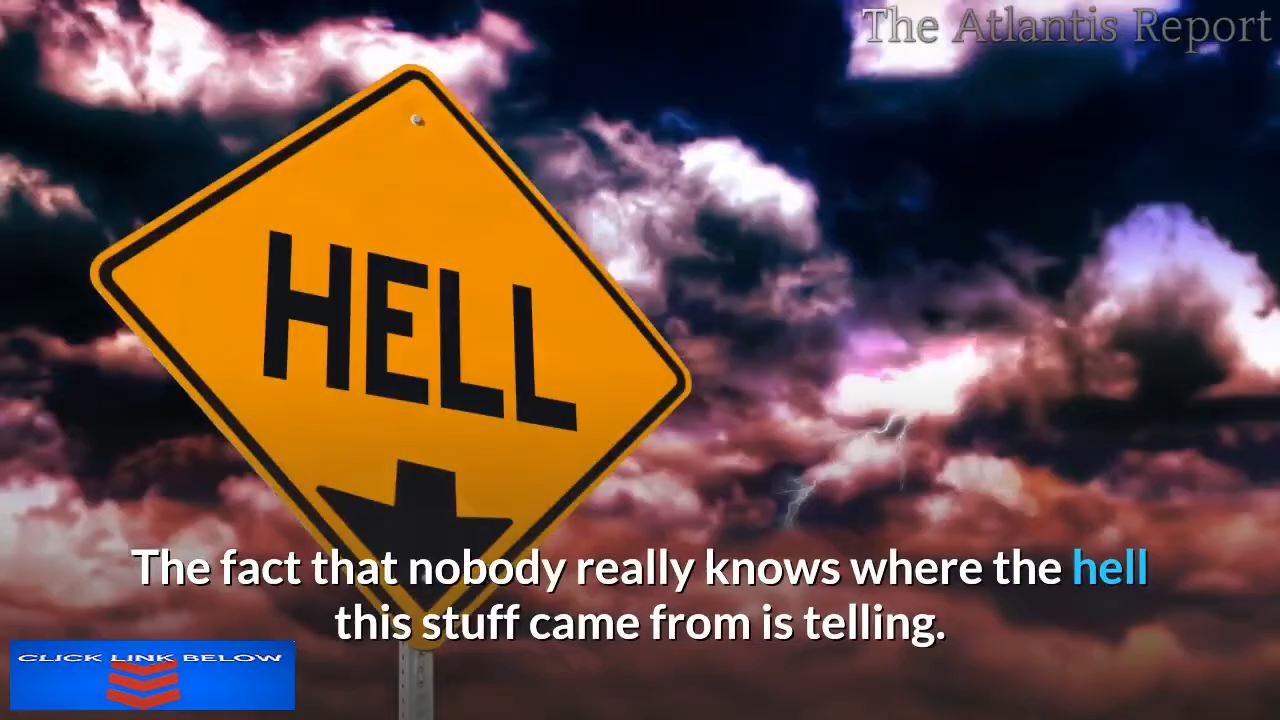 The Atlantis Report
HELL
The fact that nobody really knows where the hell
this stuff came from is telling.
CLICK LINK BELOW